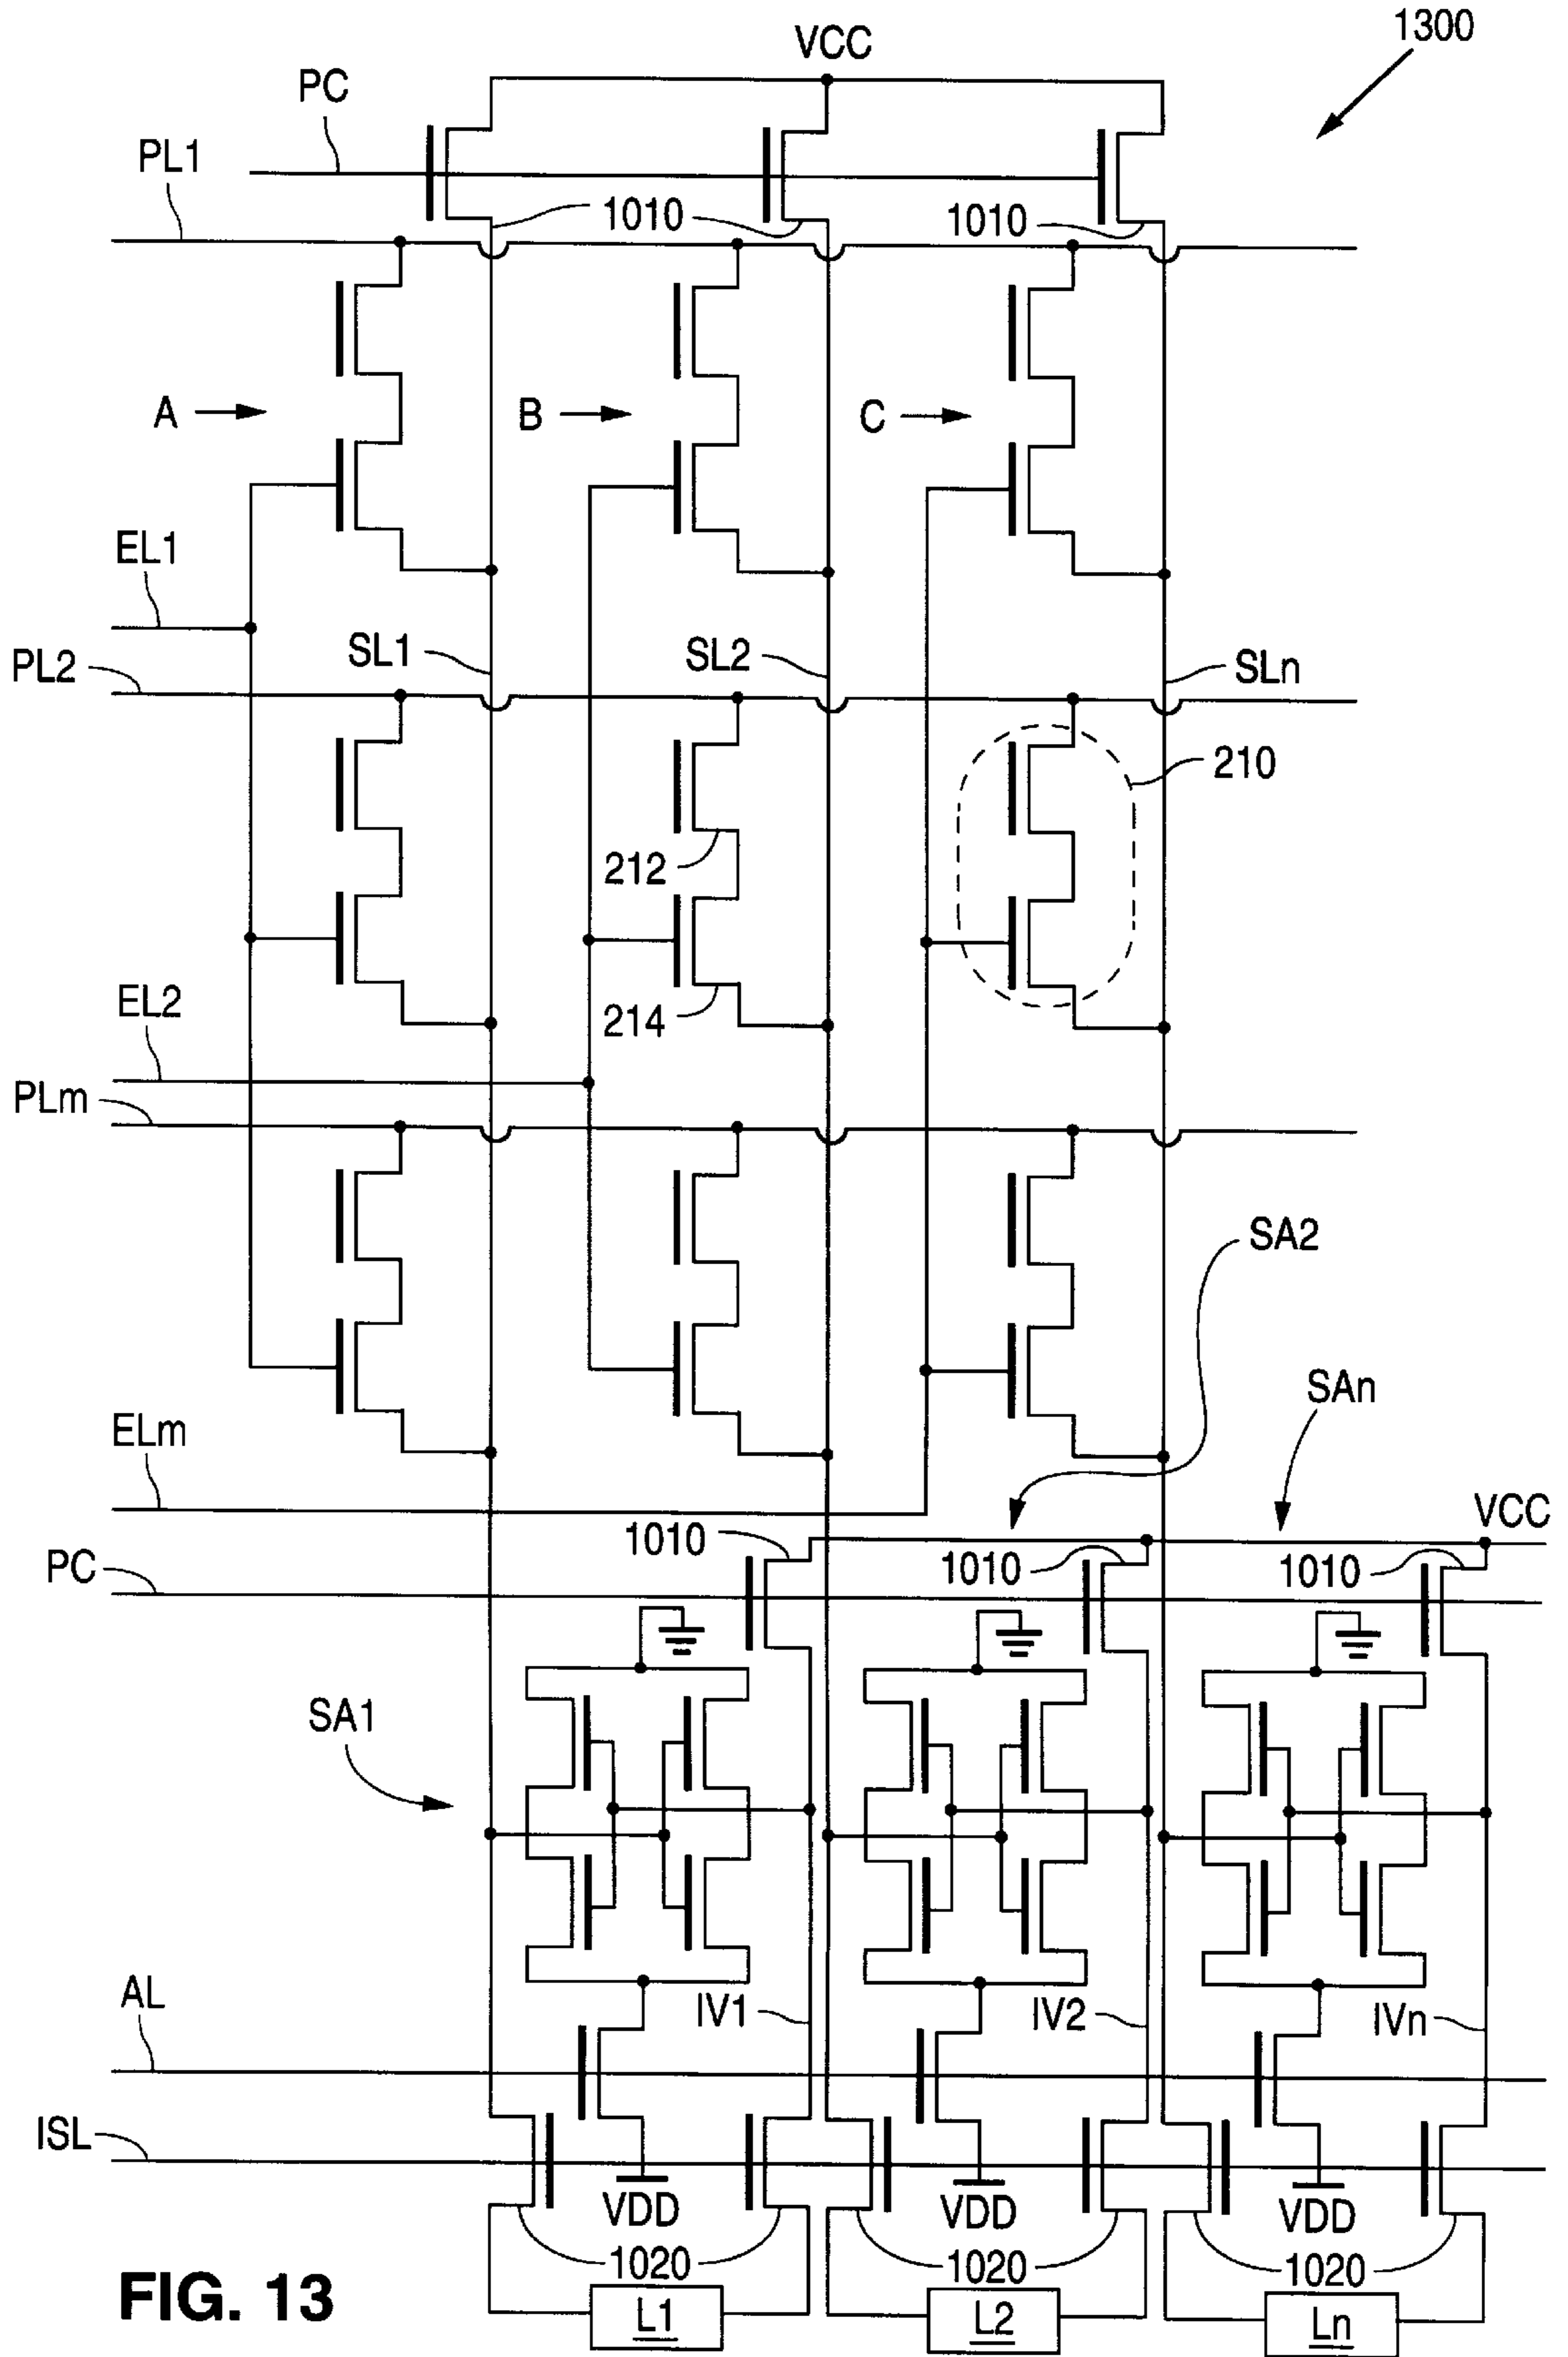 1300
VCC
PC
PL1
1010
1010
A
B
C
EL1
SL1
SL2
SLn
PL2
210
212
EL2
214
PLm
SA2
SAn
ELm
VCC
1010
1010
1010
PC
SA1
AL
IV1
IV2
IVn
ISL
VDD
VDD
VDD
1020
1020
1020
FIG. 13
L1
L2
Ln